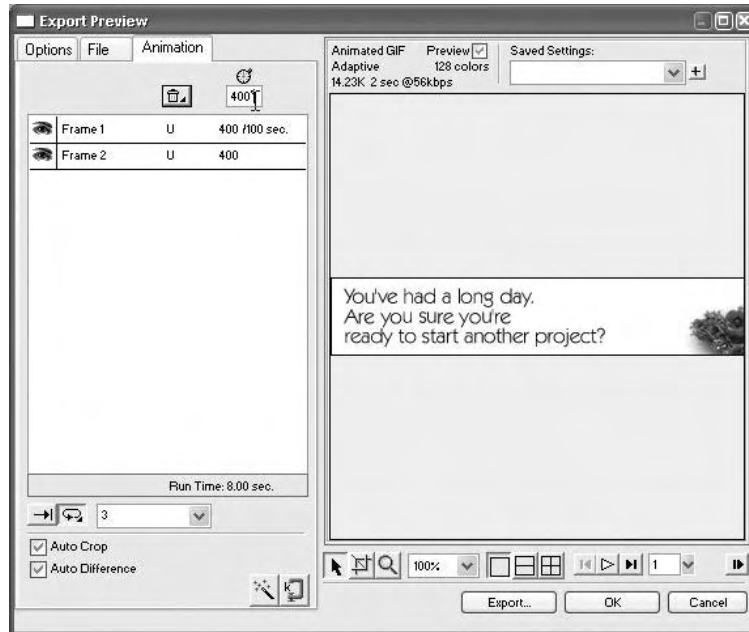 Export Preview
Options File Animation
400
Frame 1 U 400 /100 sec.
Frame 2 U 400
Run Time: 8.00 sec.
3
Auto Crop
Auto Difference
Animated GIF Preview
Adaptive 128 colors
14.23K 2 sec @56kbps
Saved Settings:
You've had a long day.
Are you sure you're
ready to start another project?
100% 1
Export... OK Cancel